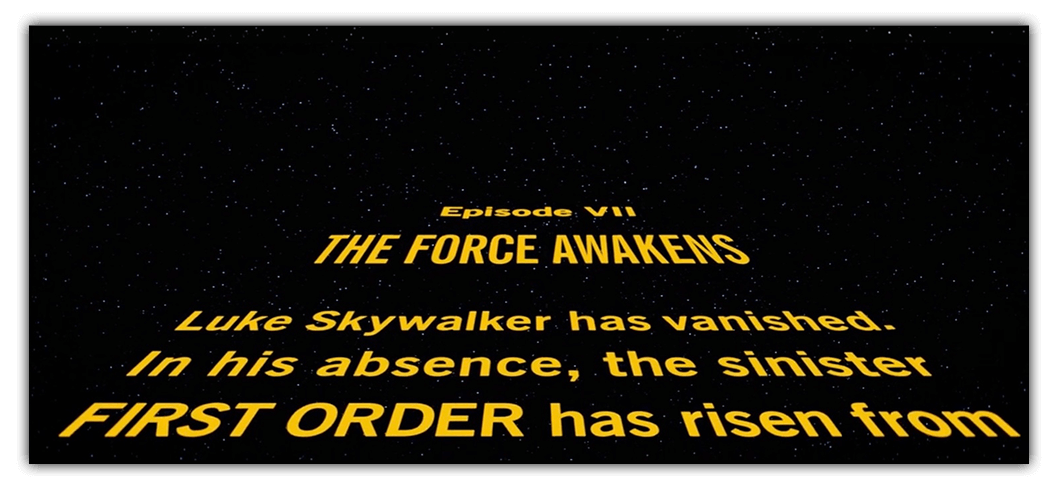 Episode VII
THE FORCE AWAKENS
Luke Skywalker has vanished.
In his absence, the sinister
FIRST ORDER has risen from